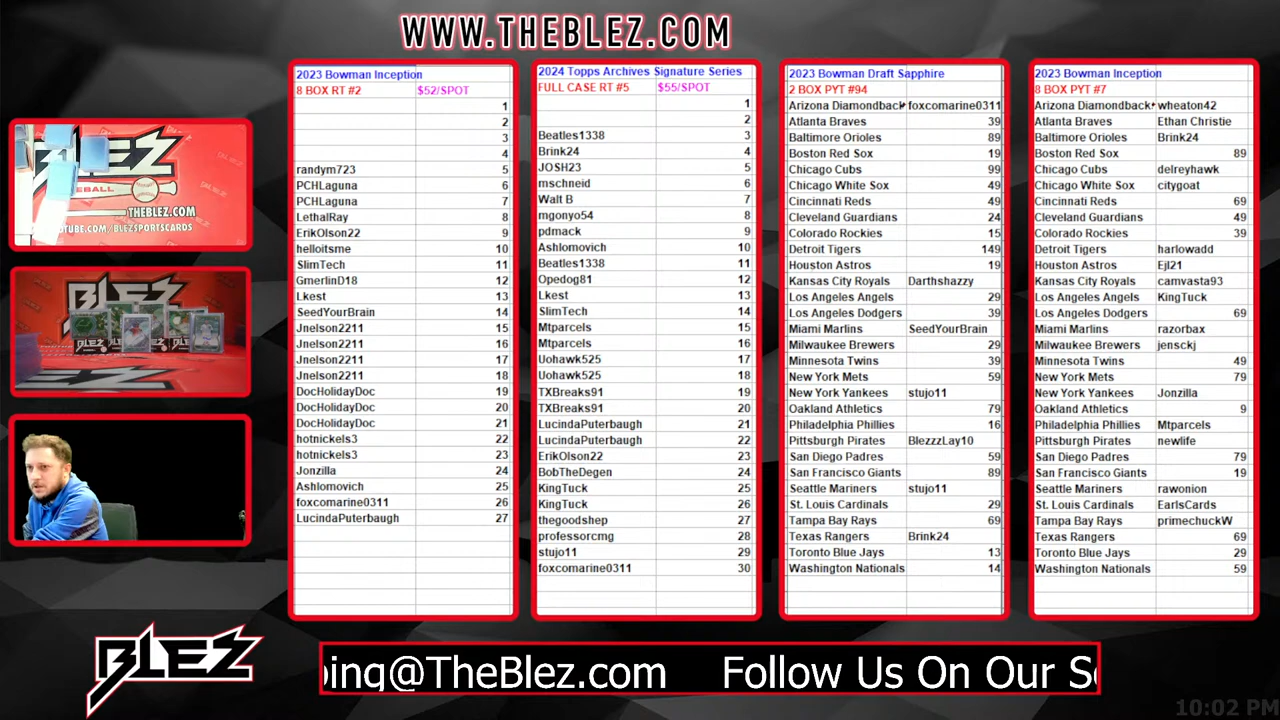 WWW.THEBLEZ.COM
2023 Bowman Inception
8 BOX RT #2 $52/SPOT
1
2
3
4
randym723 5
PCHLaguna 6
PCHLaguna 7
LethalRay 8
ErikOlson22 9
helloitsme 10
SlimTech 11
GmerlinD18 12
Lkest 13
SeedYourBrain 14
Jnelson2211 15
Jnelson2211 16
Jnelson2211 17
Jnelson2211 18
DocHolidayDoc 19
DocHolidayDoc 20
DocHolidayDoc 21
hotnickels3 22
hotnickels3 23
Jonzilla 24
Ashlomovich 25
foxcomarine0311 26
LucindaPuterbaugh 27
2024 Topps Archives Signature Series
FULL CASE RT #5 $55/SPOT
1
2
Beatles1338 3
Brink24 4
JOSH23 5
mschneid 6
Walt B 7
mgonyo54 8
pdmack 9
Ashlomovich 10
Beatles1338 11
Opedog81 12
Lkest 13
SlimTech 14
Mtparcels 15
Mtparcels 16
Uohawk525 17
Uohawk525 18
TXBreaks91 19
TXBreaks91 20
LucindaPuterbaugh 21
LucindaPuterbaugh 22
ErikOlson22 23
BobTheDegen 24
KingTuck 25
KingTuck 26
thegoodshep 27
professorcmg 28
stujo11 29
foxcomarine0311 30
2023 Bowman Draft Sapphire
2 BOX PYT #94
Arizona Diamondback foxcomarine0311
Atlanta Braves 39
Baltimore Orioles 89
Boston Red Sox 19
Chicago Cubs 99
Chicago White Sox 49
Cincinnati Reds 49
Cleveland Guardians 24
Colorado Rockies 15
Detroit Tigers 149
Houston Astros 19
Kansas City Royals Darthshazzy
Los Angeles Angels 29
Los Angeles Dodgers 39
Miami Marlins SeedYourBrain
Milwaukee Brewers 29
Minnesota Twins 39
New York Mets 59
New York Yankees stujo11
Oakland Athletics 79
Philadelphia Phillies 16
Pittsburgh Pirates BlezzzLay10
San Diego Padres 59
San Francisco Giants 89
Seattle Mariners stujo11
St. Louis Cardinals 29
Tampa Bay Rays 69
Texas Rangers Brink24
Toronto Blue Jays 13
Washington Nationals 14
2023 Bowman Inception
8 BOX PYT #7
Arizona Diamondback wheaton42
Atlanta Braves Ethan Christie
Baltimore Orioles Brink24
Boston Red Sox 89
Chicago Cubs delreyhawk
Chicago White Sox citygoat
Cincinnati Reds 69
Cleveland Guardians 49
Colorado Rockies 39
Detroit Tigers harlowadd
Houston Astros Ejl21
Kansas City Royals camvasta93
Los Angeles Angels KingTuck
Los Angeles Dodgers 69
Miami Marlins razorbax
Milwaukee Brewers jensckj
Minnesota Twins 49
New York Mets 79
New York Yankees Jonzilla
Oakland Athletics 9
Philadelphia Phillies Mtparcels
Pittsburgh Pirates newlife
San Diego Padres 79
San Francisco Giants 19
Seattle Mariners rawonion
St. Louis Cardinals EarlsCards
Tampa Bay Rays primechuckW
Texas Rangers 69
Toronto Blue Jays 29
Washington Nationals 59
BLEZ
THEBLEZ.COM
TUBE.COM/BLEZSPORTSCARDS
BLEZ
BLEZ
ping@TheBlez.com Follow Us On Our So
10:02 PM